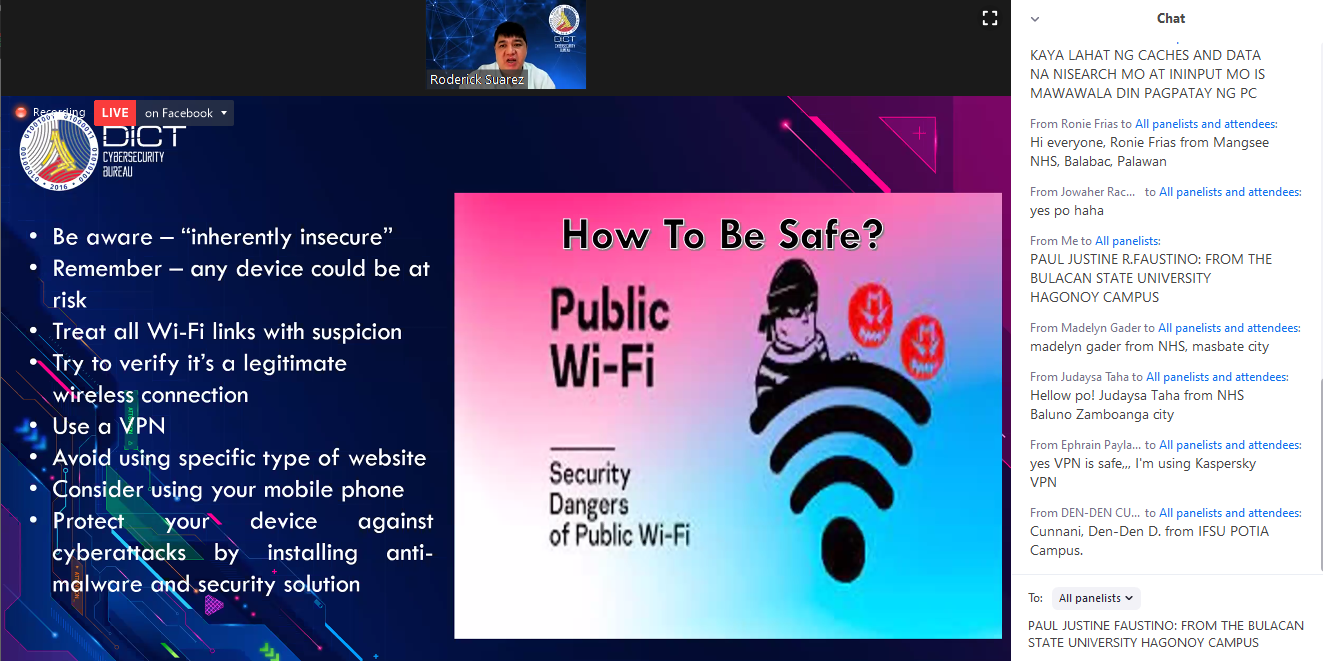 Roderick Suarez
Recording
LIVE
on Facebook
DICT
CYBERSECURITY
BUREAU
2016
DICT
CYBERSECURITY
BUREAU
• Be aware – “inherently insecure”
• Remember – any device could be at
risk
• Treat all Wi-Fi links with suspicion
• Try to verify it’s a legitimate
wireless connection
• Use a VPN
• Avoid using specific type of website
• Consider using your mobile phone
• Protect your device against
cyberattacks by installing anti-
malware and security solution
How To Be Safe?
Public
Wi-Fi
Security
Dangers
of Public Wi-Fi
Chat
KAYA LAHAT NG CACHES AND DATA
NA NISEARCH MO AT ININPUT MO IS
MAWAWALA DIN PAGPATAY NG PC
From Ronie Frias to All panelists and attendees:
Hi everyone, Ronie Frias from Mangsee
NHS, Balabac, Palawan
From Jowaher Rac... to All panelists and attendees:
yes po haha
From Me to All panelists:
PAUL JUSTINE R.FAUSTINO: FROM THE
BULACAN STATE UNIVERSITY
HAGONOY CAMPUS
From Madelyn Gader to All panelists and attendees:
madelyn gader from NHS, masbate city
From Judaysa Taha to All panelists and attendees:
Hellow po! Judaysa Taha from NHS
Baluno Zamboanga city
From Ephrain Payla... to All panelists and attendees:
yes VPN is safe,,, I'm using Kaspersky
VPN
From DEN-DEN CU... to All panelists and attendees:
Cunnani, Den-Den D. from IFSU POTIA
Campus.
To: All panelists
PAUL JUSTINE FAUSTINO: FROM THE BULACAN
STATE UNIVERSITY HAGONOY CAMPUS